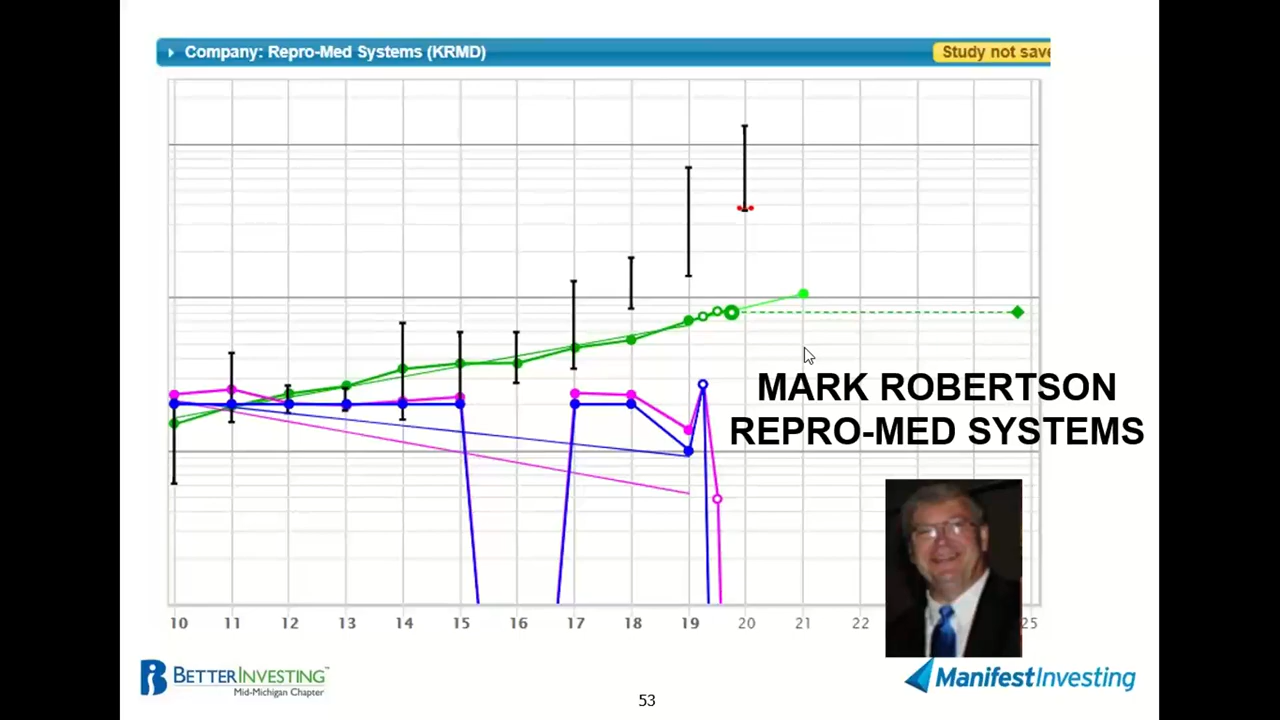 Company: Repro-Med Systems (KRMD)
Study not save
MARK ROBERTSON
REPRO-MED SYSTEMS
10 11 12 13 14 15 16 17 18 19 20 21 22 25
BETTERINVESTING™
Mid-Michigan Chapter
ManifestInvesting
53